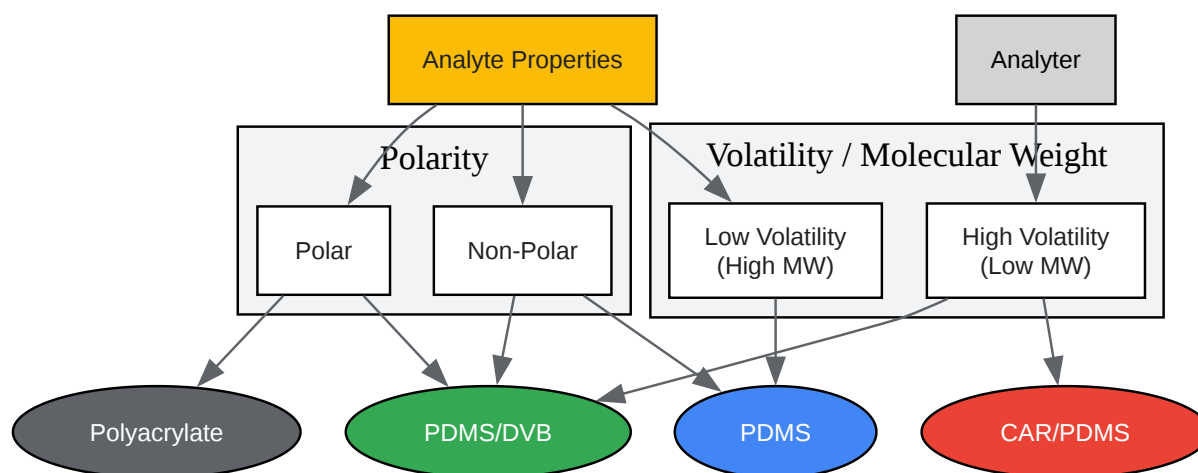 Analyte Properties
Analyter
Polarity
Volatility / Molecular Weight
Polar
Non-Polar
Low Volatility
(High MW)
High Volatility
(Low MW)
Polyacrylate
PDMS/DVB
PDMS
CAR/PDMS